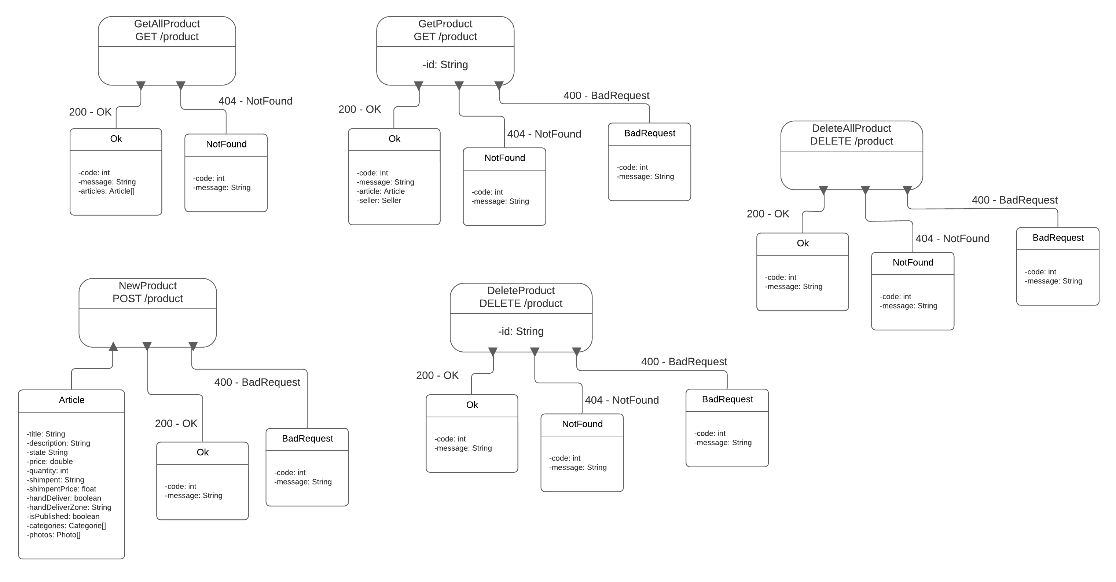 GetAllProduct
GET /product
200 - OK
404 - NotFound
Ok
-code: int
-message: String
-articles: Article[]
NotFound
-code: int
-message: String
GetProduct
GET /product
-id: String
200 - OK
404 - NotFound
400 - BadRequest
Ok
-code: int
-message: String
-article: Article
-seller: Seller
NotFound
-code: int
-message: String
BadRequest
-code: int
-message: String
DeleteAllProduct
DELETE /product
200 - OK
404 - NotFound
400 - BadRequest
Ok
-code: int
-message: String
NotFound
-code: int
-message: String
BadRequest
-code: int
-message: String
NewProduct
POST /product
400 - BadRequest
200 - OK
Article
-title: String
-description: String
-state String
-price: double
-quantity: int
-shimpent: String
-shimpentPrice: float
-handDeliver: boolean
-handDeliverZone: String
-isPublished: boolean
-categories: Categorie[]
-photos: Photo[]
Ok
-code: int
-message: String
BadRequest
-code: int
-message: String
DeleteProduct
DELETE /product
-id: String
200 - OK
404 - NotFound
400 - BadRequest
Ok
-code: int
-message: String
NotFound
-code: int
-message: String
BadRequest
-code: int
-message: String